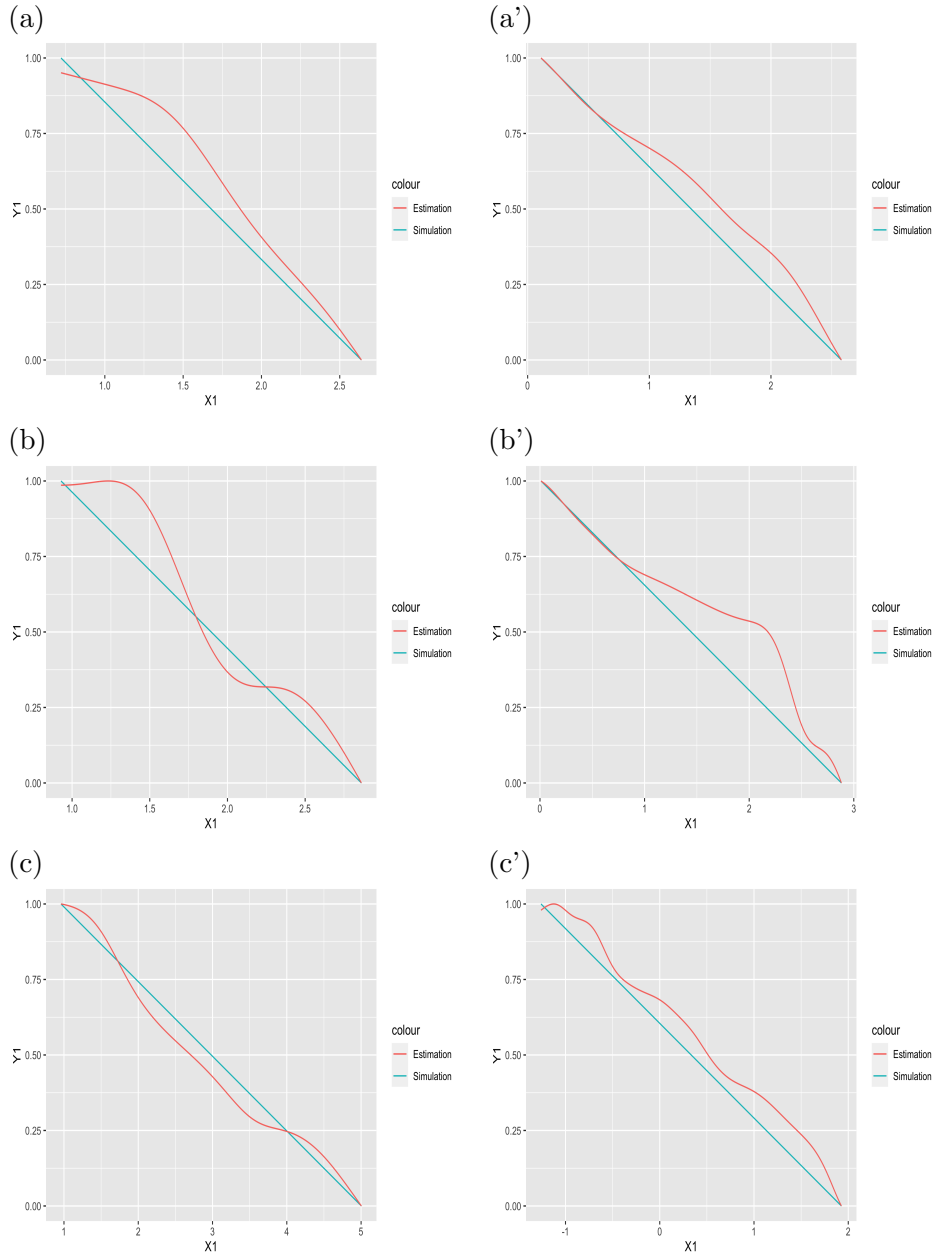 (a)
1.00
0.75
0.50
0.25
0.00
Y1
1.0 1.5 2.0 2.5
X1
colour
Estimation
Simulation
(a')
1.00
0.75
0.50
0.25
0.00
Y1
0 1 2
X1
colour
Estimation
Simulation
(b)
1.00
0.75
0.50
0.25
0.00
Y1
1.0 1.5 2.0 2.5
X1
colour
Estimation
Simulation
(b')
1.00
0.75
0.50
0.25
0.00
Y1
0 1 2 3
X1
colour
Estimation
Simulation
(c)
1.00
0.75
0.50
0.25
0.00
Y1
1 2 3 4 5
X1
colour
Estimation
Simulation
(c')
1.00
0.75
0.50
0.25
0.00
Y1
-1 0 1 2
X1
colour
Estimation
Simulation